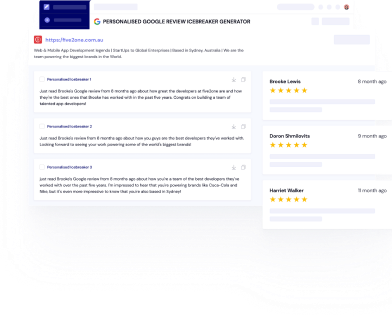 PERSONALISED GOOGLE REVIEW ICEBREAKER GENERATOR
https://five2one.com.au
Web & Mobile App Development legends | StartUps to Global Enterprises | Based in Sydney, Australia | We are the
team powering the biggest brands in the World.
Personalised Icebreaker 1
Just read Brooke's Google review from 6 months ago about how great the developers at five2one are and how
they're the best ones that Brooke has worked with in the past five years. Congrats on building a team of
talented app developers!
Personalised Icebreaker 2
Just read Brooke's review from 6 months ago about how you guys are the best developers they've worked with.
Looking forward to seeing your work powering some of the world's biggest brands!
Personalised Icebreaker 3
Just read Brooke's Google review from 6 months ago about how you're a team of the best developers they've
worked with over the past five years. I'm impressed to hear that you're powering brands like Coca-Cola and
Nike but it's even more impressive to know that you're also based in Sydney!
Brooke Lewis
9 month ago
Doron Shmilovits
9 month ago
Harriet Walker
11 month ago